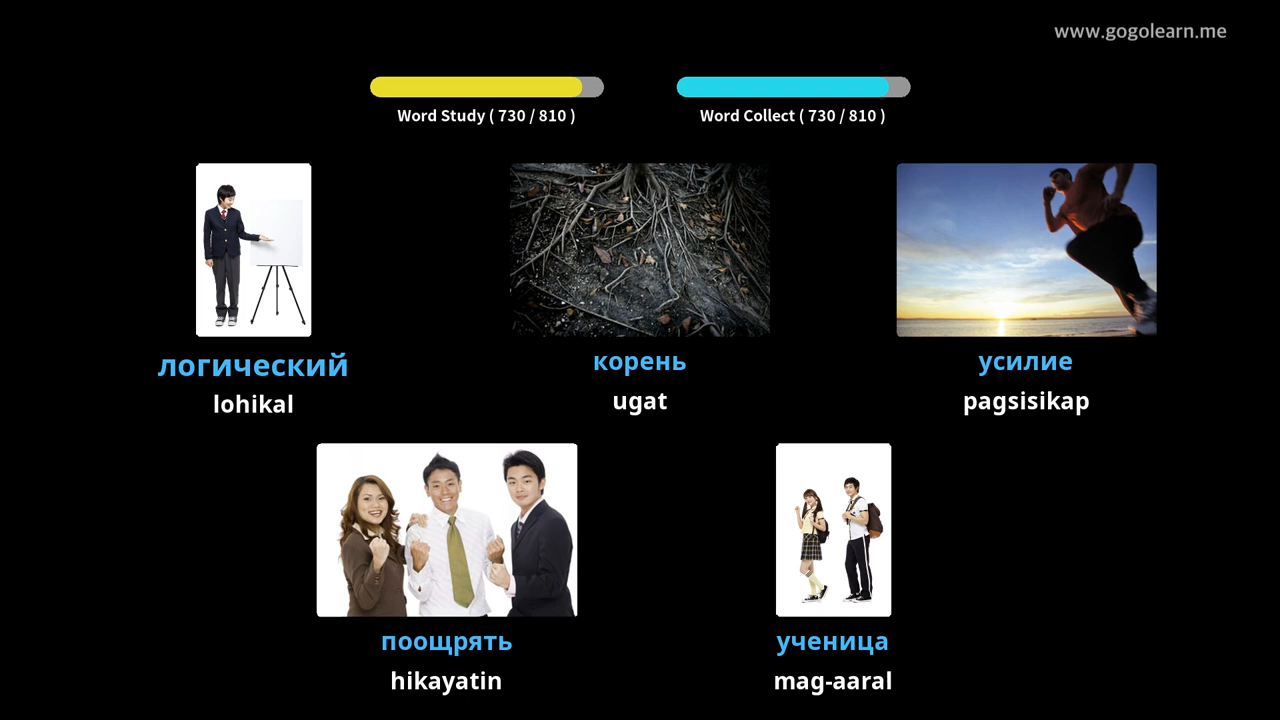 www.gogolearn.me
Word Study ( 730 / 810 )
Word Collect ( 730 / 810 )
логический
lohikal
корень
ugat
усилие
pagsisikap
поощрять
hikayatin
ученица
mag-aaral